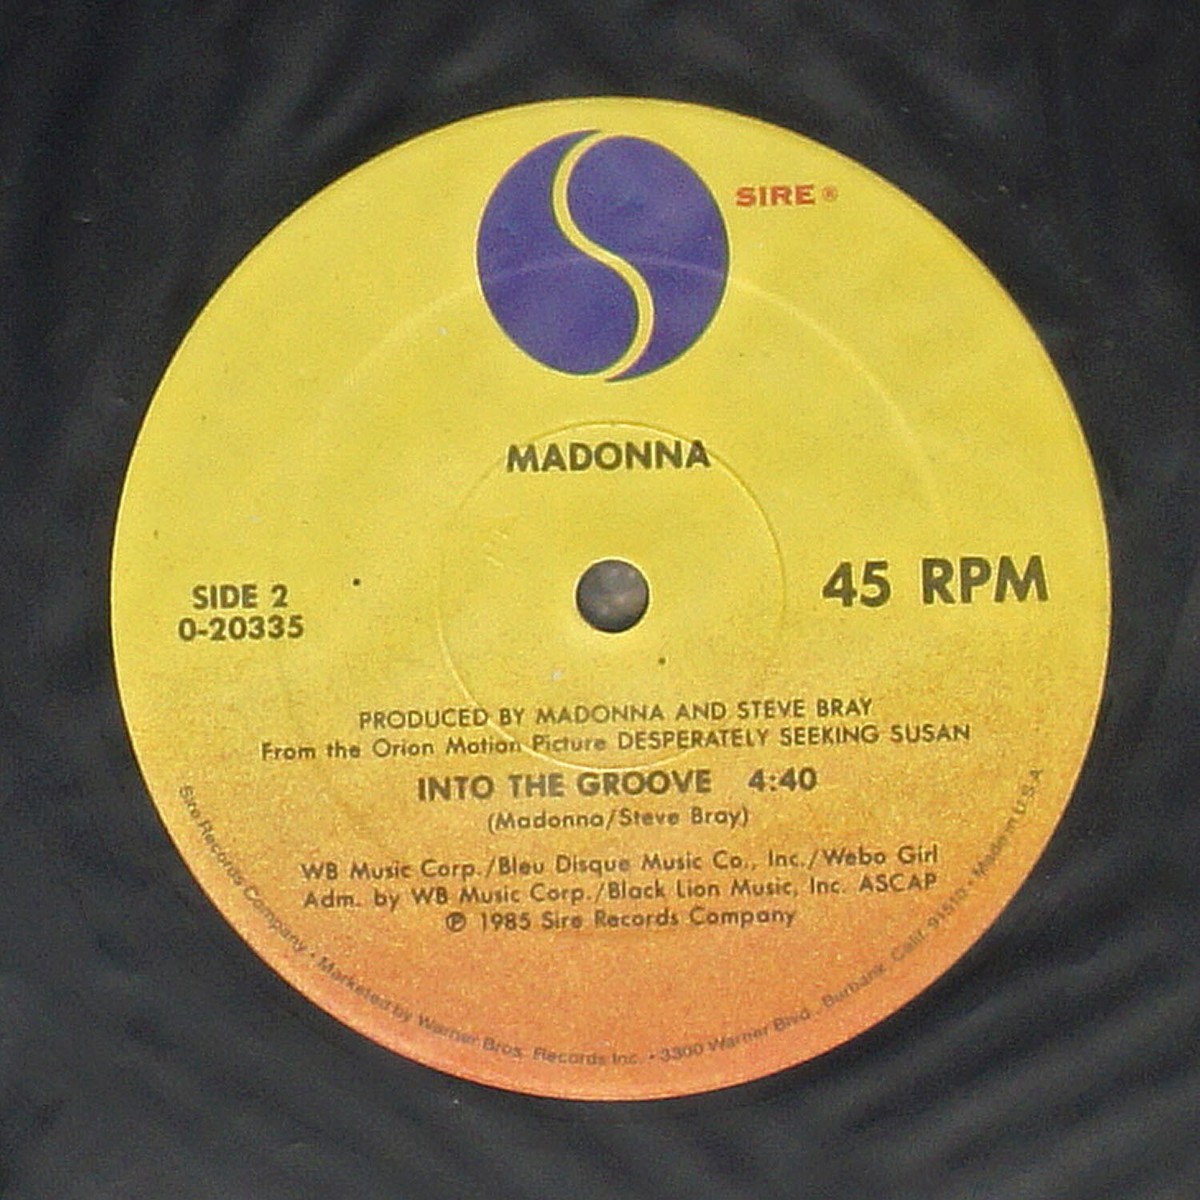 SIRE ®
MADONNA
SIDE 2
0-20335
45 RPM
PRODUCED BY MADONNA AND STEVE BRAY
From the Orion Motion Picture DESPERATELY SEEKING SUSAN
INTO THE GROOVE 4:40
(Madonna/Steve Bray)
WB Music Corp./Bleu Disque Music Co., Inc./Webo Girl
Adm. by WB Music Corp./Black Lion Music, Inc. ASCAP
℗ 1985 Sire Records Company
Sire Records Company • Marketed by Warner Bros. Records Inc. • 3300 Warner Blvd., Burbank, Calif. 91510 • Made in U.S.A.